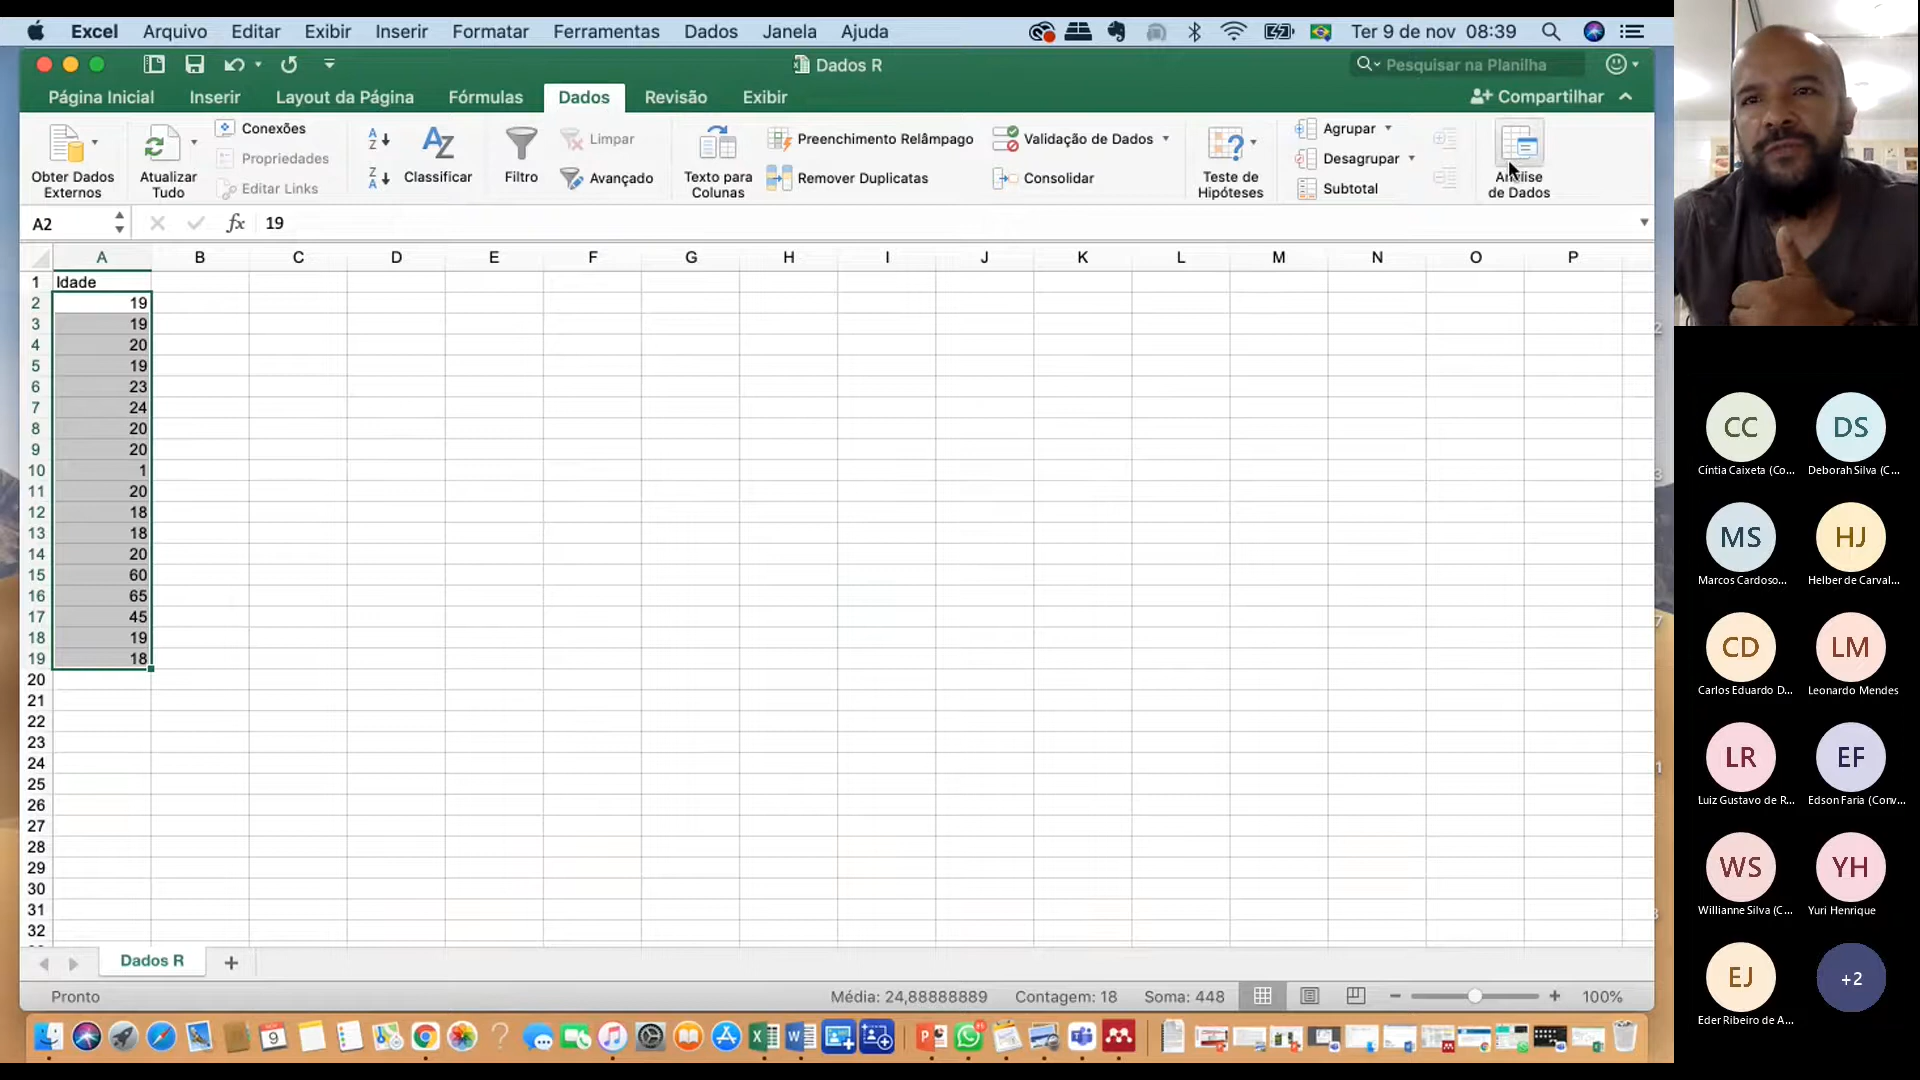 Excel Arquivo Editar Exibir Inserir Formatar Ferramentas Dados Janela Ajuda
Ter 9 de nov 08:39
Dados R
Pesquisar na Planilha
Página Inicial Inserir Layout da Página Fórmulas Dados Revisão Exibir
Compartilhar
Obter Dados Externos
Atualizar Tudo
Conexões
Propriedades
Editar Links
Classificar
Filtro
Limpar
Avançado
Texto para Colunas
Preenchimento Relâmpago
Remover Duplicatas
Validação de Dados
Consolidar
Teste de Hipóteses
Agrupar
Desagrupar
Subtotal
Análise de Dados
A2 fx 19
A B C D E F G H I J K L M N O P
1 Idade
2 19
3 19
4 20
5 19
6 23
7 24
8 20
9 20
10 1
11 20
12 18
13 18
14 20
15 60
16 65
17 45
18 19
19 18
20
21
22
23
24
25
26
27
28
29
30
31
32
Dados R
Pronto
Média: 24,88888889 Contagem: 18 Soma: 448
100%
CC DS
Cíntia Caixeta (Co... Deborah Silva (C...
MS HJ
Marcos Cardoso... Helber de Carval...
CD LM
Carlos Eduardo D... Leonardo Mendes
LR EF
Luiz Gustavo de R... Edson Faria (Conv...
WS YH
Willianne Silva (C... Yuri Henrique
EJ +2
Eder Ribeiro de A...